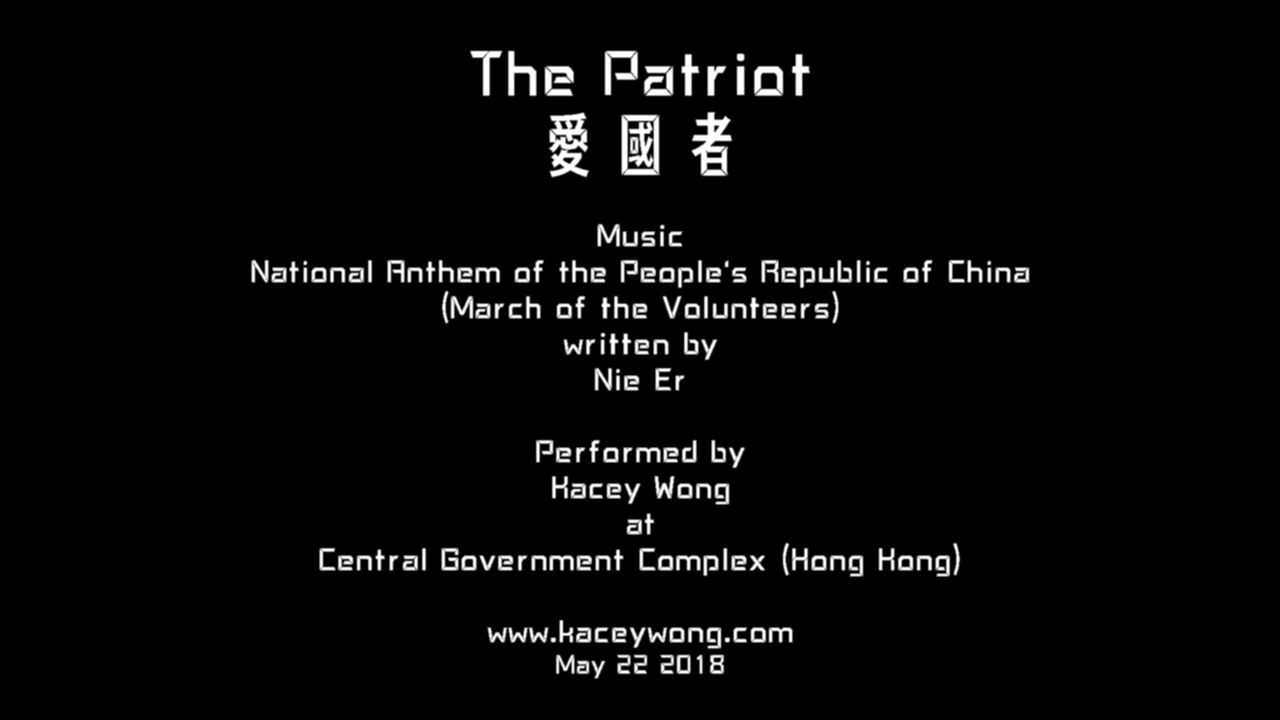 The Patriot
愛國者
Music
National Anthem of the People's Republic of China
(March of the Volunteers)
written by
Nie Er
Performed by
Kacey Wong
at
Central Government Complex (Hong Kong)
www.kaceywong.com
May 22 2018